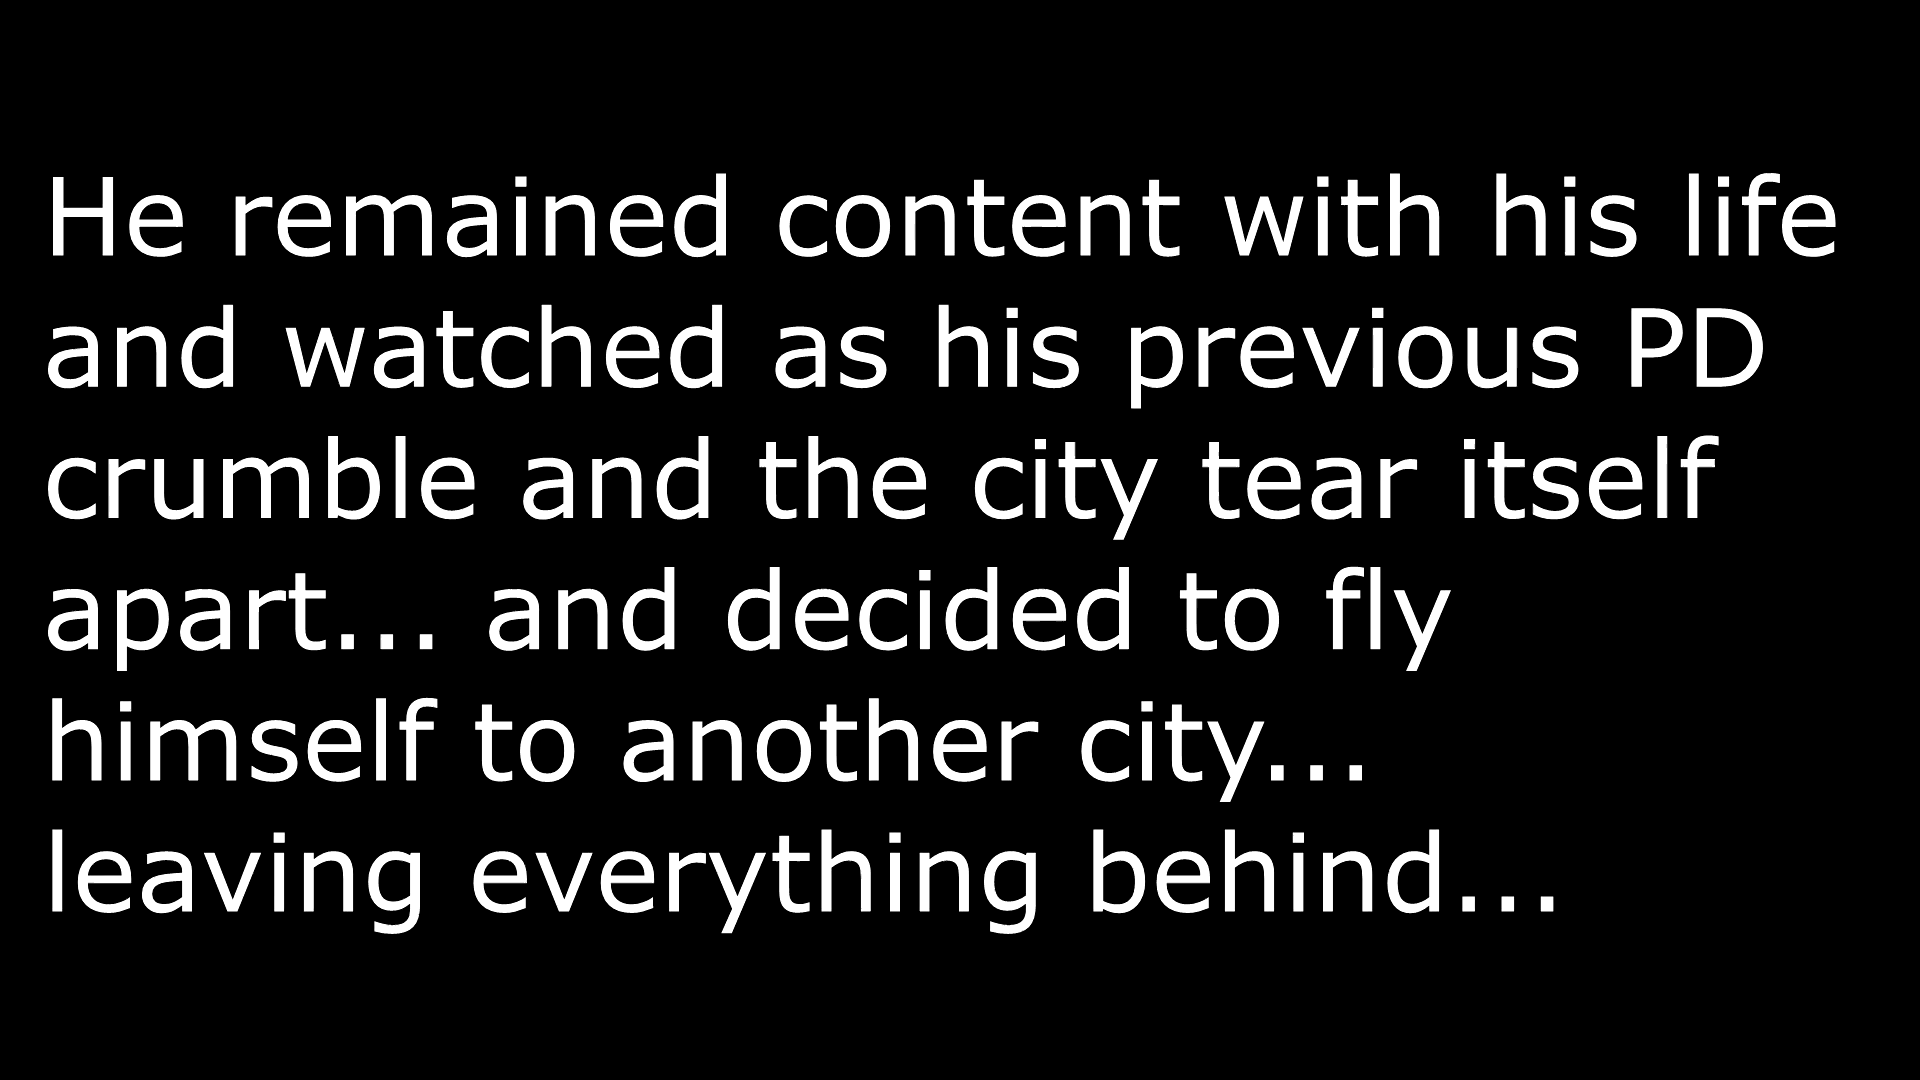 He remained content with his life
and watched as his previous PD
crumble and the city tear itself
apart... and decided to fly
himself to another city...
leaving everything behind...